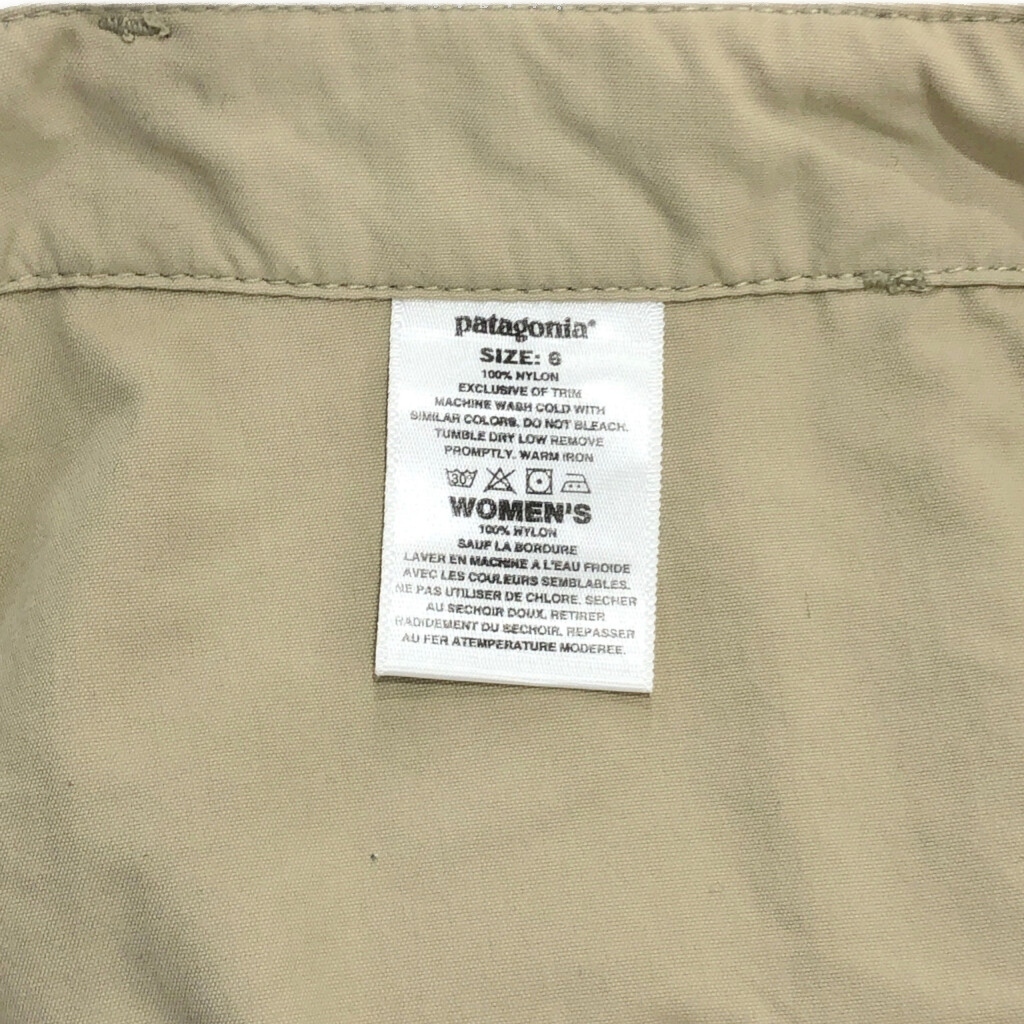 patagonia®
SIZE: 6
100% NYLON
EXCLUSIVE OF TRIM
MACHINE WASH COLD WITH
SIMILAR COLORS. DO NOT BLEACH.
TUMBLE DRY LOW REMOVE
PROMPTLY. WARM IRON
30°
WOMEN'S
100% NYLON
SAUF LA BORDURE
LAVER EN MACHINE A L'EAU FROIDE
AVEC LES COULEURS SEMBLABLES.
NE PAS UTILISER DE CHLORE. SECHER
AU SECHOIR DOUX. RETIRER
RADIDEMENT DU SECHOIR. REPASSER
AU FER ATEMPERATURE MODEREE.